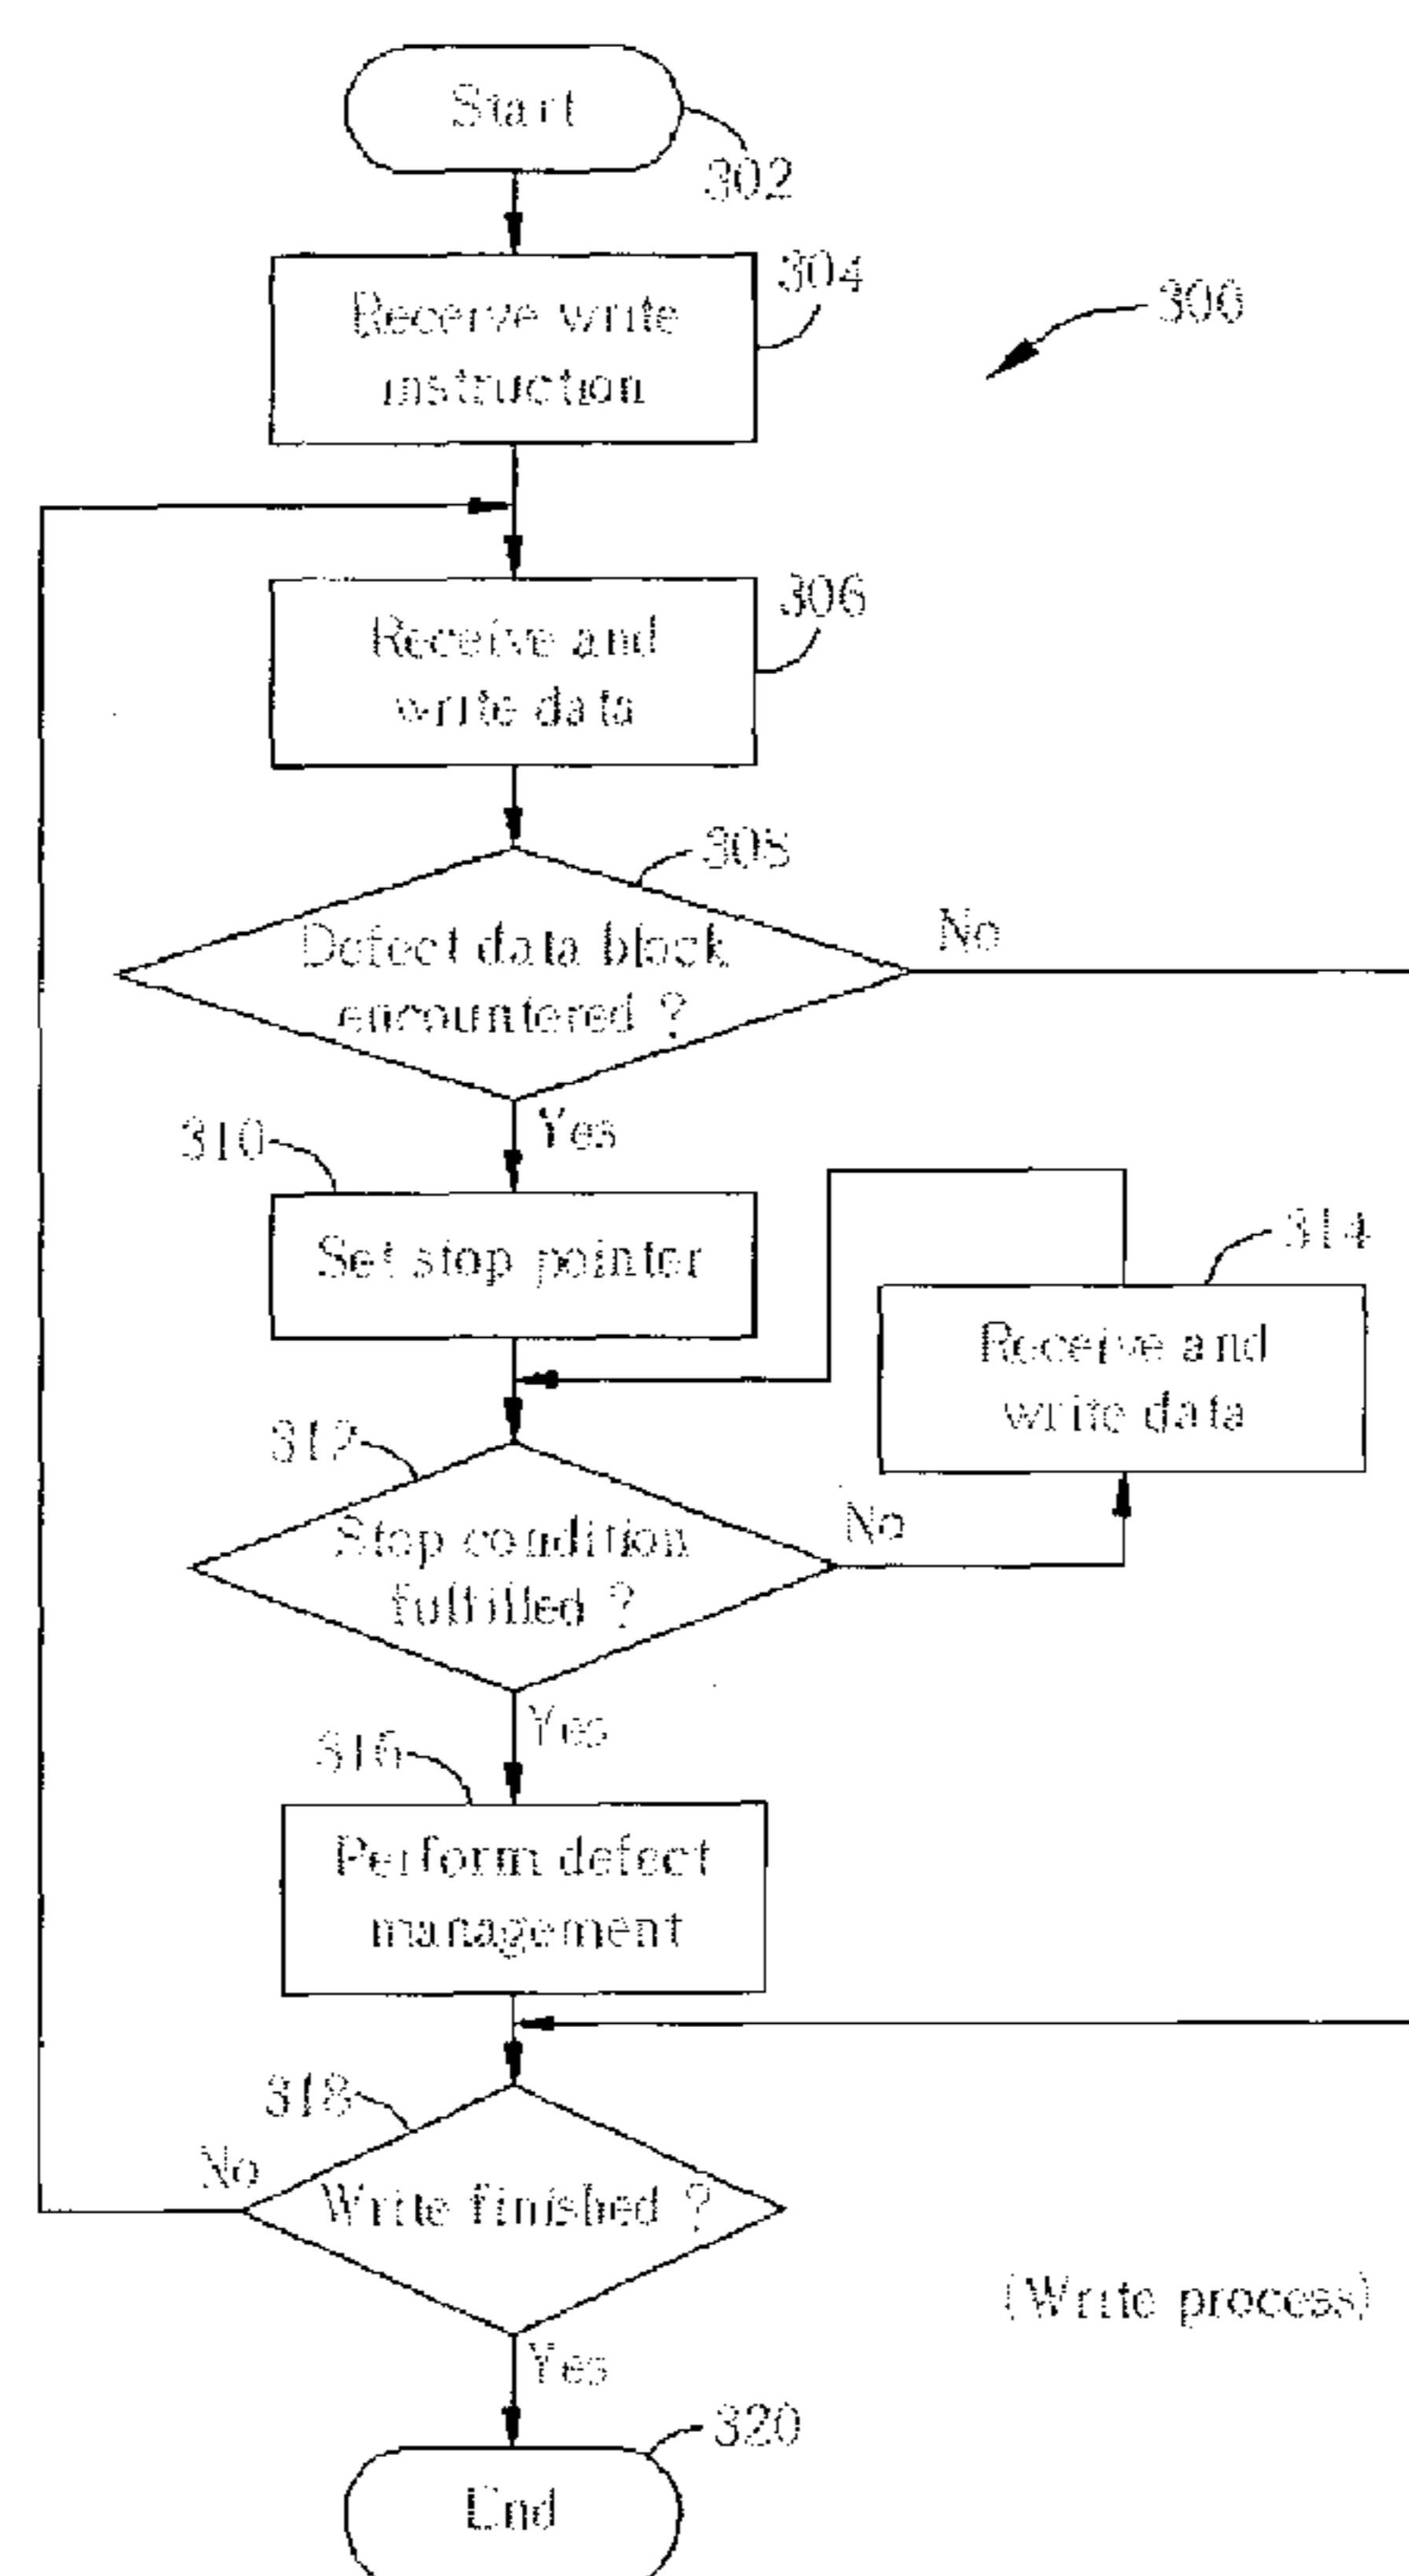 Start
302
Receive write
instruction
304
300
Receive and
write data
306
308
Defect data block
encountered ?
No
Yes
310
Set stop pointer
314
Receive and
write data
312
Stop condition
fulfilled ?
No
Yes
316
Perform defect
management
318
No
Write finished ?
(Write process)
Yes
320
End